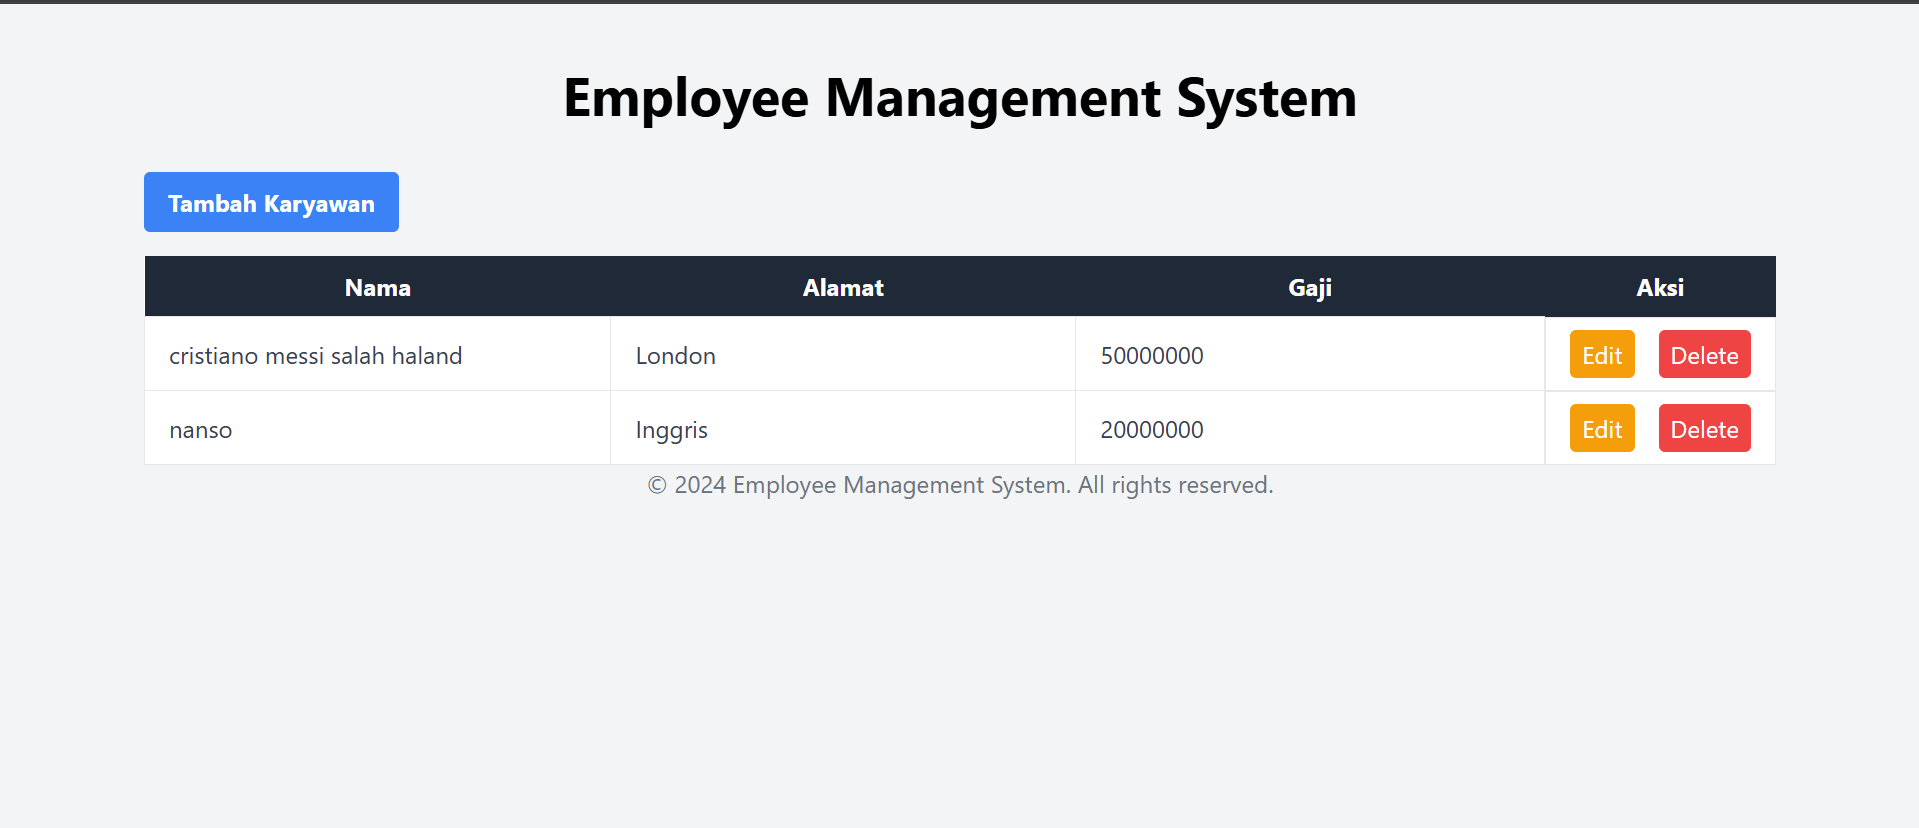 Employee Management System
Tambah Karyawan
Nama Alamat Gaji Aksi
cristiano messi salah haland London 50000000 Edit Delete
nanso Inggris 20000000 Edit Delete
© 2024 Employee Management System. All rights reserved.